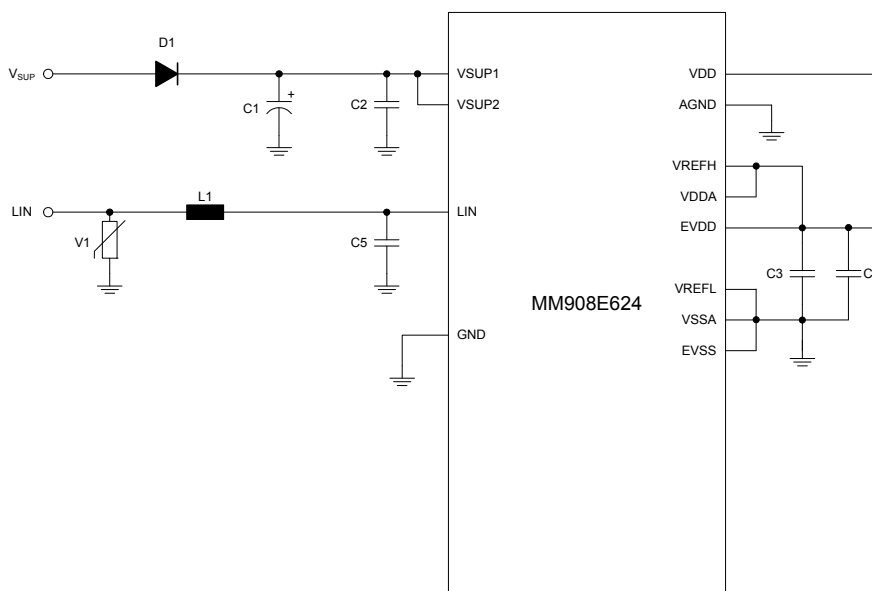 D1
VSUP
VSUP1
VDD
+
C1
C2
VSUP2
AGND
VREFH
L1
VDDA
LIN
LIN
V1
C5
EVDD
C3
VREFL
MM908E624
VSSA
GND
EVSS